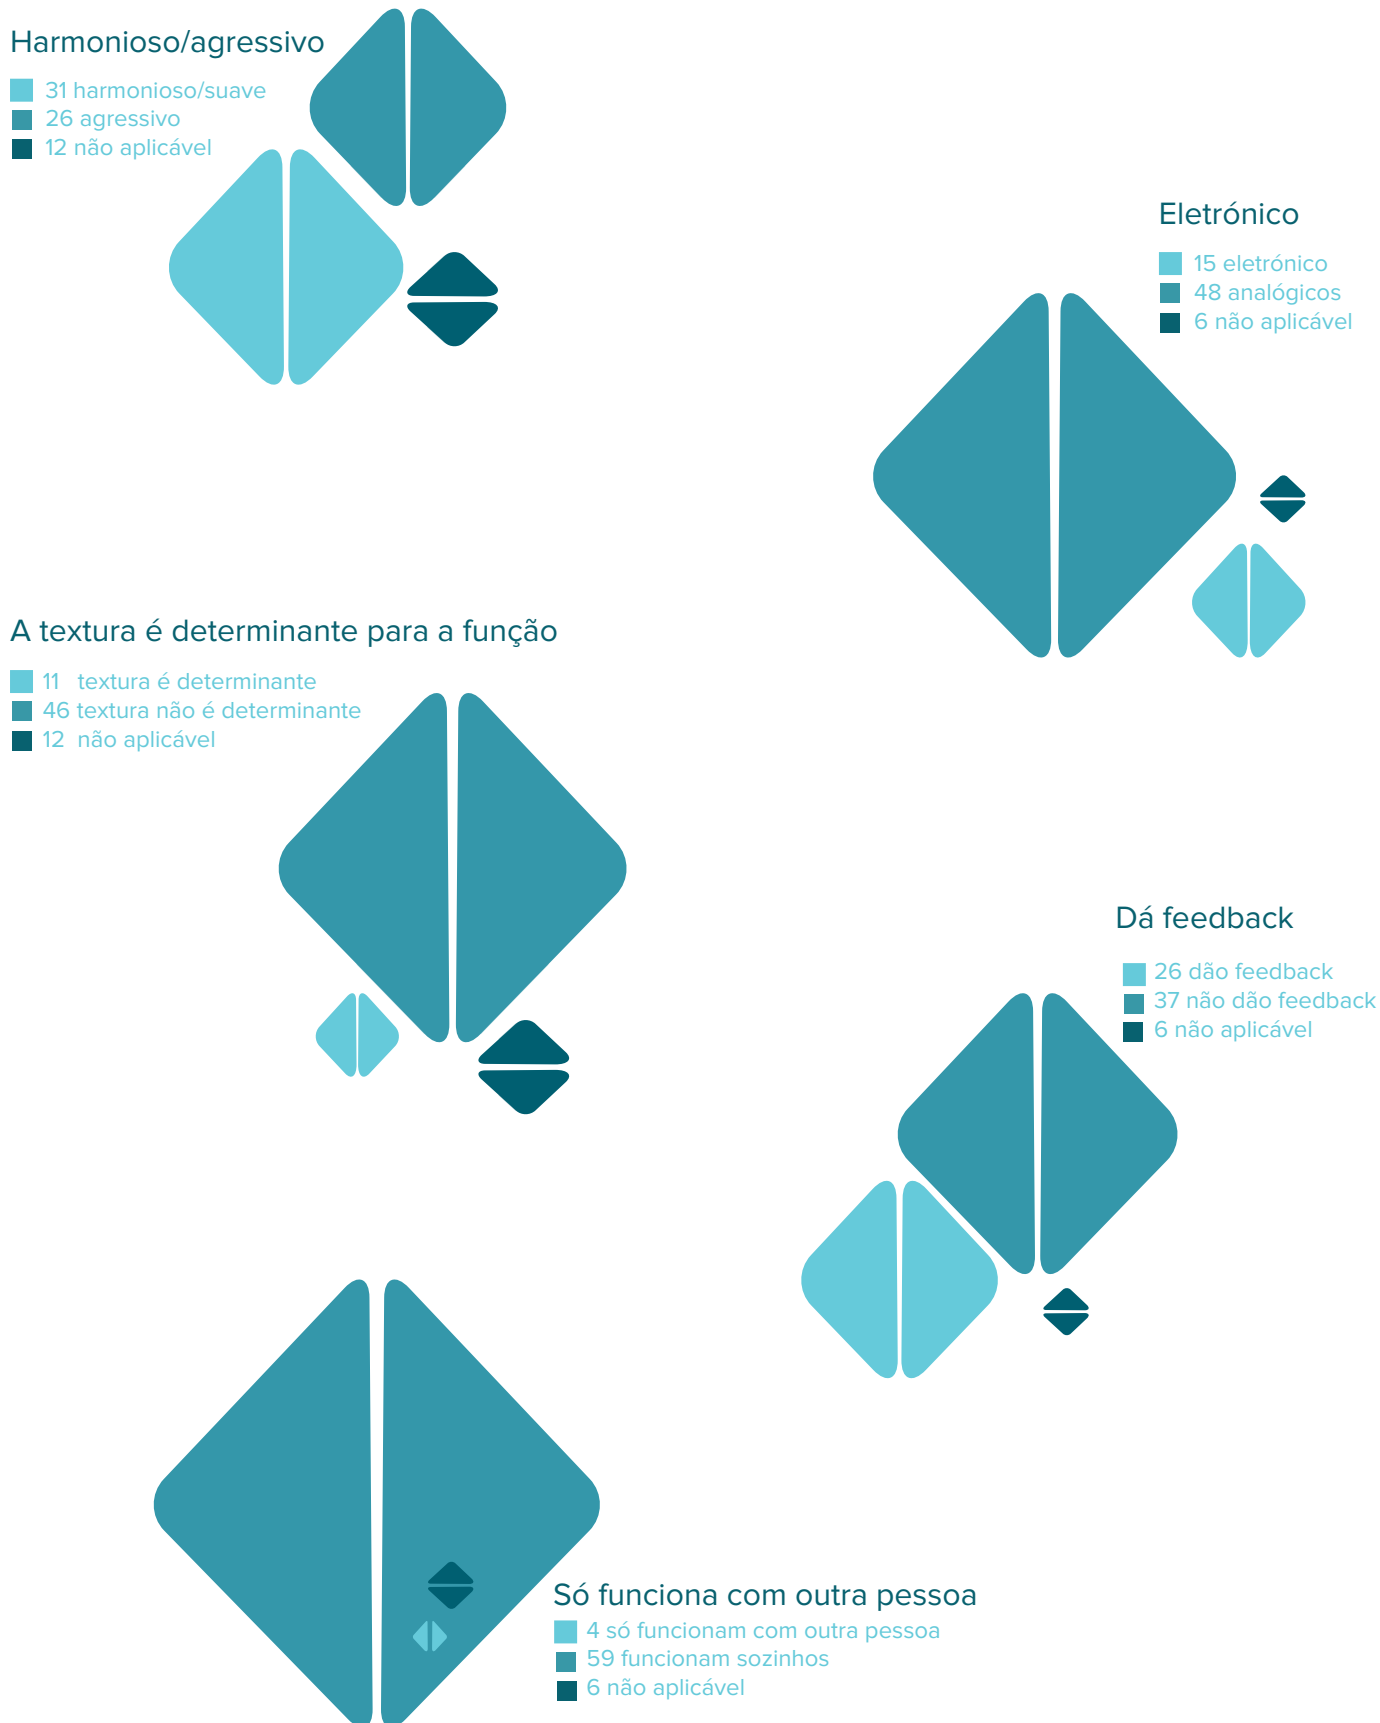 Harmonioso/agressivo
31 harmonioso/suave
26 agressivo
12 não aplicável
Eletrónico
15 eletrónico
48 analógicos
6 não aplicável
A textura é determinante para a função
11 textura é determinante
46 textura não é determinante
12 não aplicável
Dá feedback
26 dão feedback
37 não dão feedback
6 não aplicável
Só funciona com outra pessoa
4 só funcionam com outra pessoa
59 funcionam sozinhos
6 não aplicável